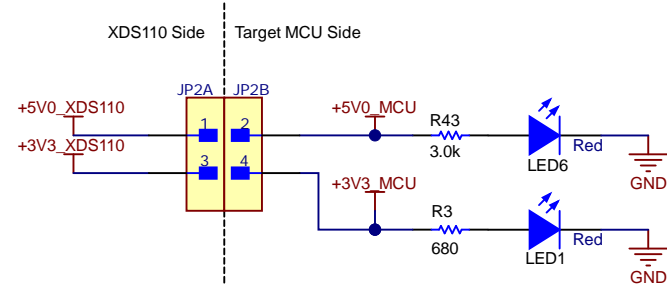 XDS110 Side
Target MCU Side
JP2A
JP2B
+5V0_XDS110
+5V0_MCU
1
2
R43
3.0k
LED6
Red
GND
+3V3_XDS110
3
4
+3V3_MCU
R3
680
LED1
Red
GND